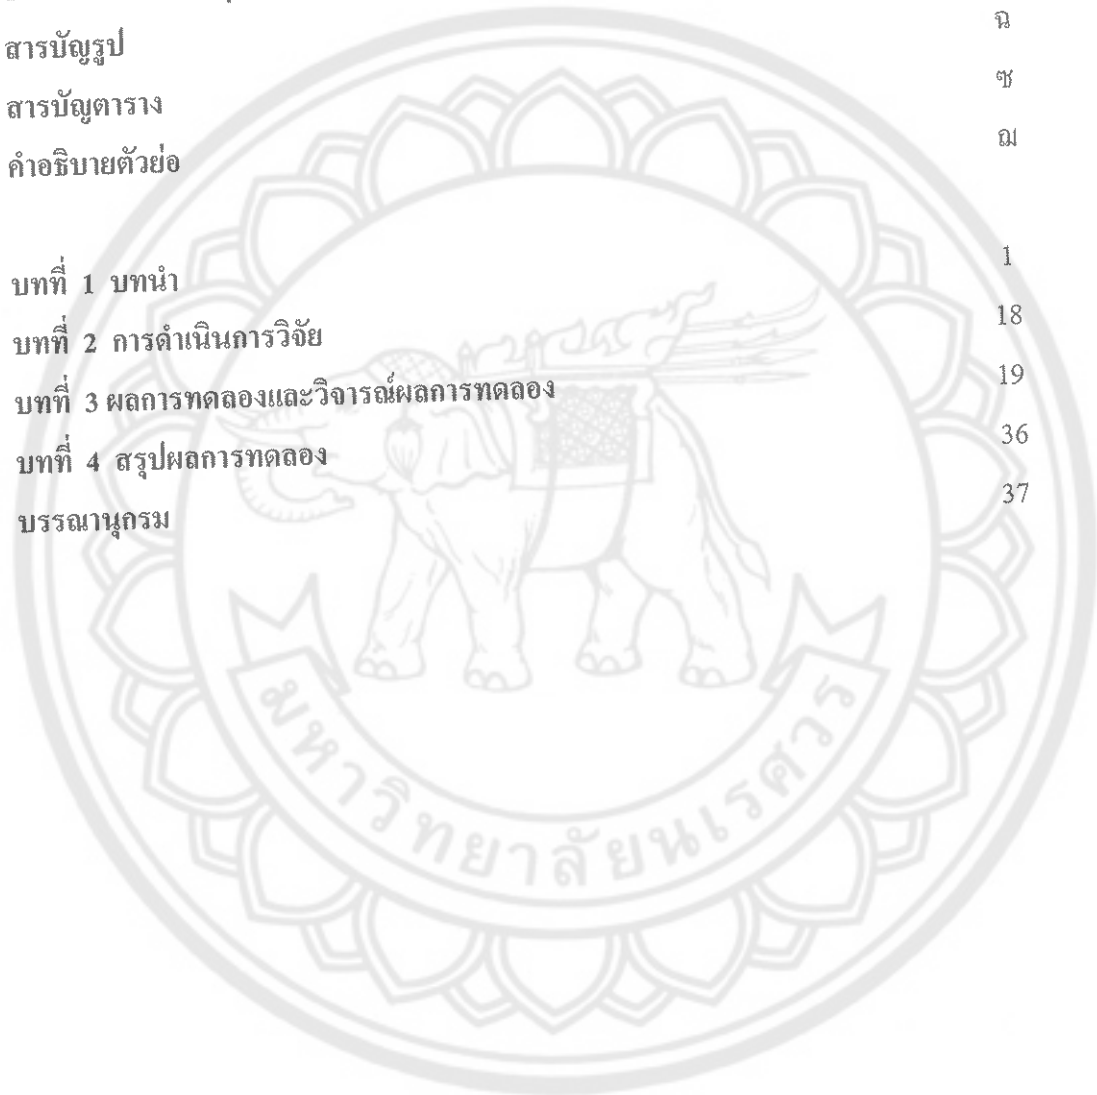 สารบัญรูป ฉ
สารบัญตาราง ซ
คำอธิบายตัวย่อ ฌ
บทที่ 1 บทนำ 1
บทที่ 2 การดำเนินการวิจัย 18
บทที่ 3 ผลการทดลองและวิจารณ์ผลการทดลอง 19
บทที่ 4 สรุปผลการทดลอง 36
บรรณานุกรม 37
มหาวิทยาลัยนเรศวร